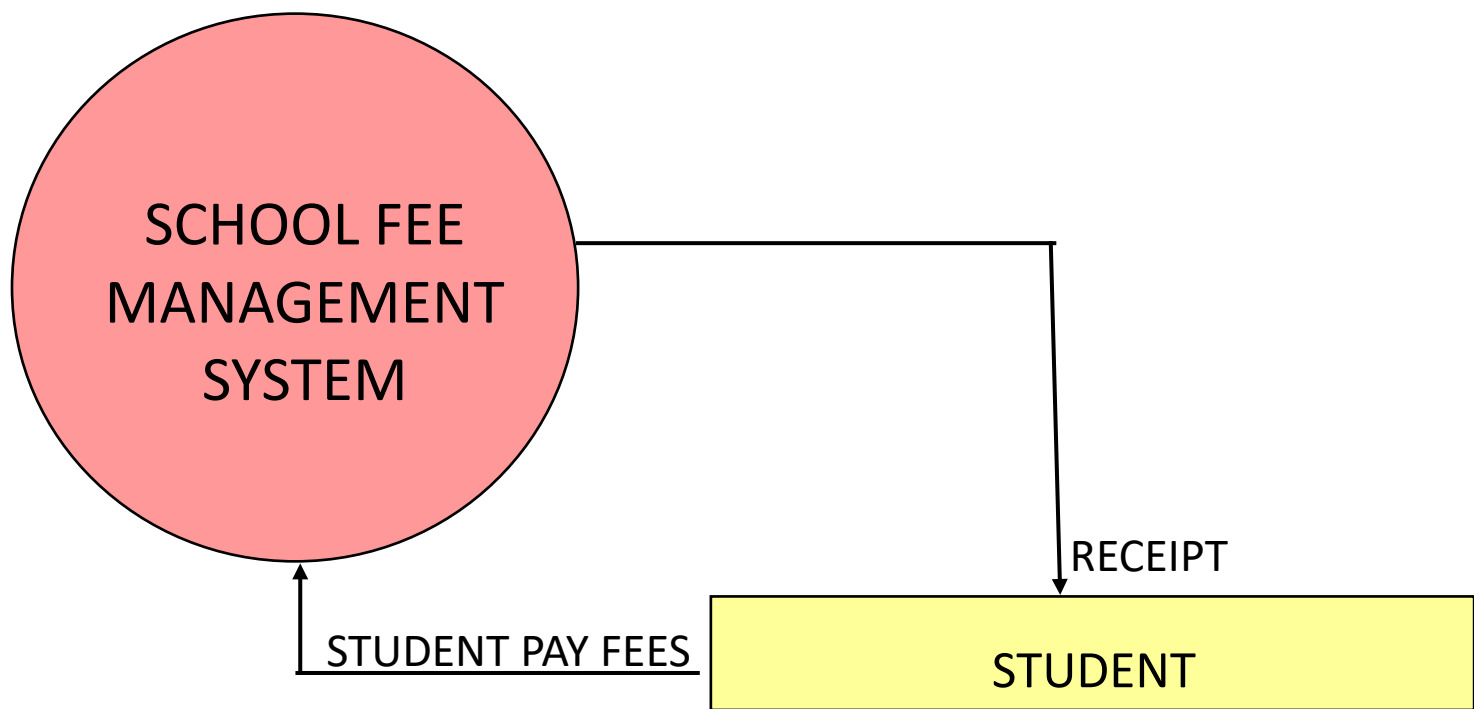 SCHOOL FEE
MANAGEMENT
SYSTEM
RECEIPT
STUDENT PAY FEES
STUDENT